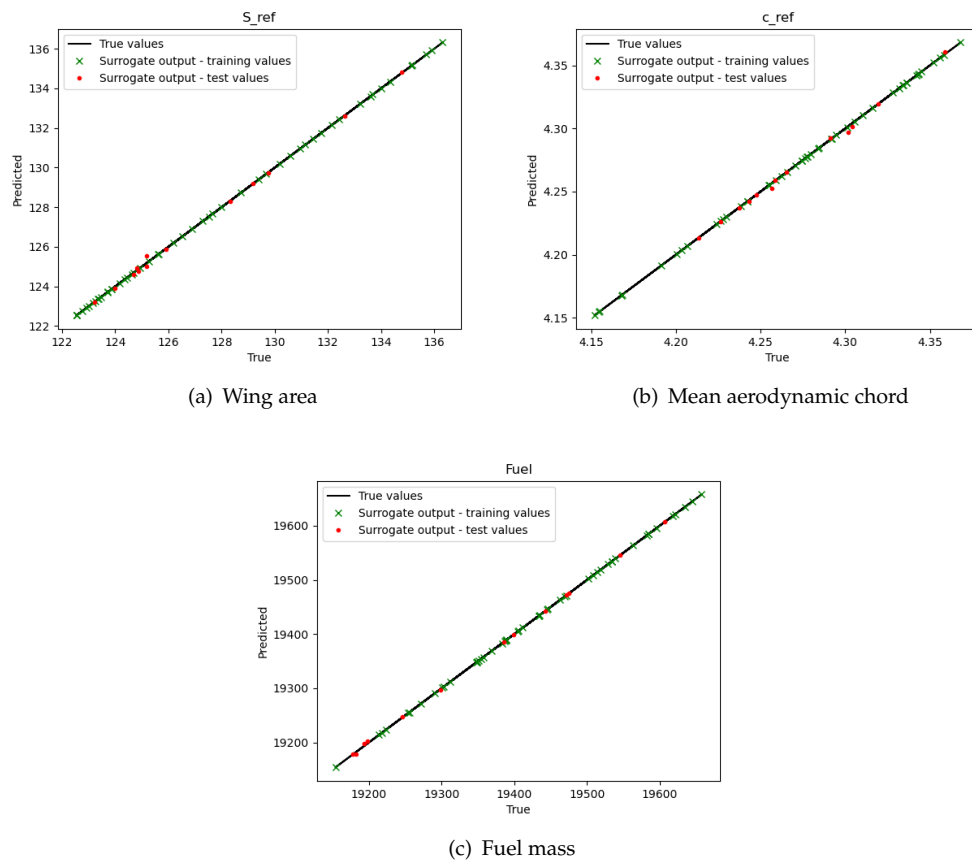 S_ref
True values
Surrogate output - training values
Surrogate output - test values
136
134
132
130
128
126
124
122
Predicted
122 124 126 128 130 132 134 136
True
(a) Wing area
c_ref
True values
Surrogate output - training values
Surrogate output - test values
4.35
4.30
4.25
4.20
4.15
Predicted
4.15 4.20 4.25 4.30 4.35
True
(b) Mean aerodynamic chord
Fuel
True values
Surrogate output - training values
Surrogate output - test values
19600
19500
19400
19300
19200
Predicted
19200 19300 19400 19500 19600
True
(c) Fuel mass